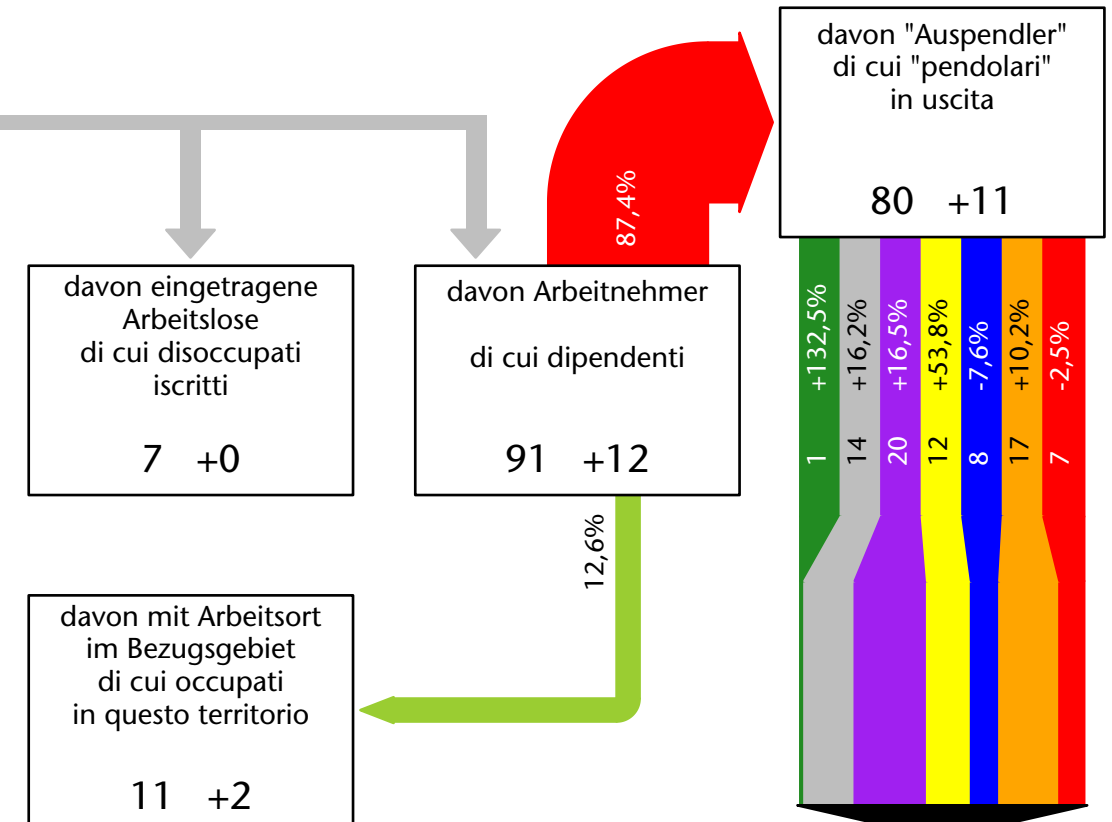 davon "Auspendler"
di cui "pendolari"
in uscita
80 +11
87,4%
davon eingetragene
Arbeitslose
di cui disoccupati
iscritti
7 +0
davon Arbeitnehmer
di cui dipendenti
91 +12
1 +132,5%
14 +16,2%
20 +16,5%
12 +53,8%
8 -7,6%
17 +10,2%
7 -2,5%
12,6%
davon mit Arbeitsort
im Bezugsgebiet
di cui occupati
in questo territorio
11 +2